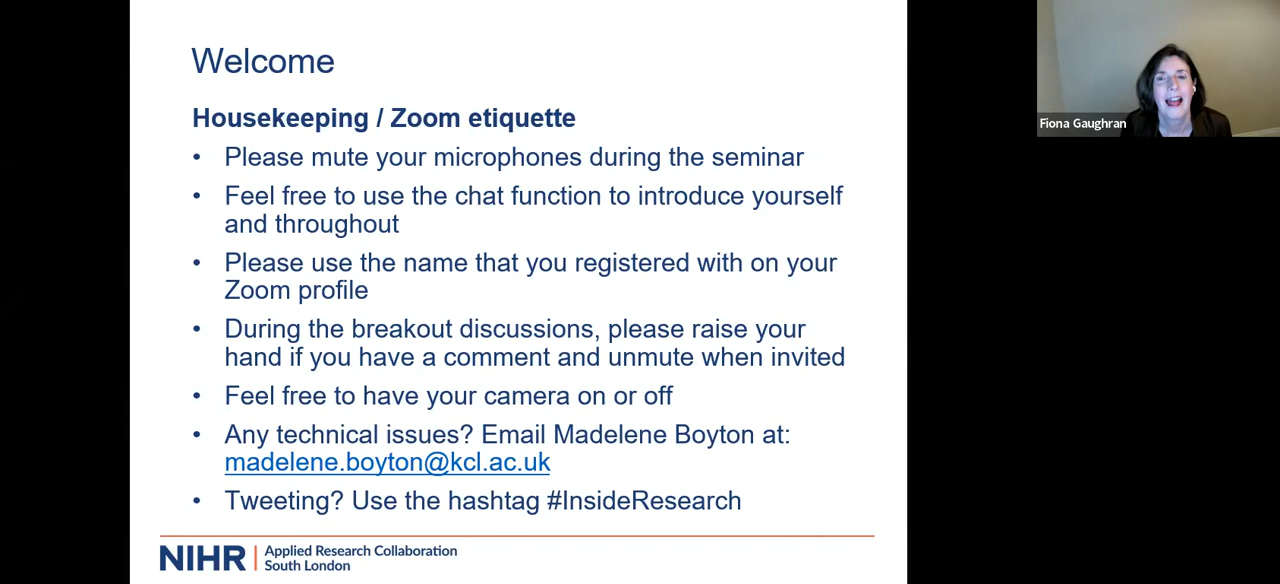 Welcome
Housekeeping / Zoom etiquette
• Please mute your microphones during the seminar
• Feel free to use the chat function to introduce yourself
and throughout
• Please use the name that you registered with on your
Zoom profile
• During the breakout discussions, please raise your
hand if you have a comment and unmute when invited
• Feel free to have your camera on or off
• Any technical issues? Email Madelene Boyton at:
madelene.boyton@kcl.ac.uk
• Tweeting? Use the hashtag #InsideResearch
NIHR | Applied Research Collaboration
South London
Fiona Gaughran